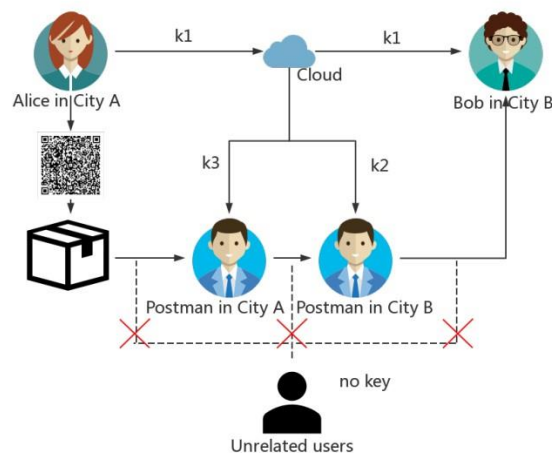 k1
k1
Cloud
Alice in City A
Bob in City B
k3
k2
Postman in City A
Postman in City B
no key
Unrelated users